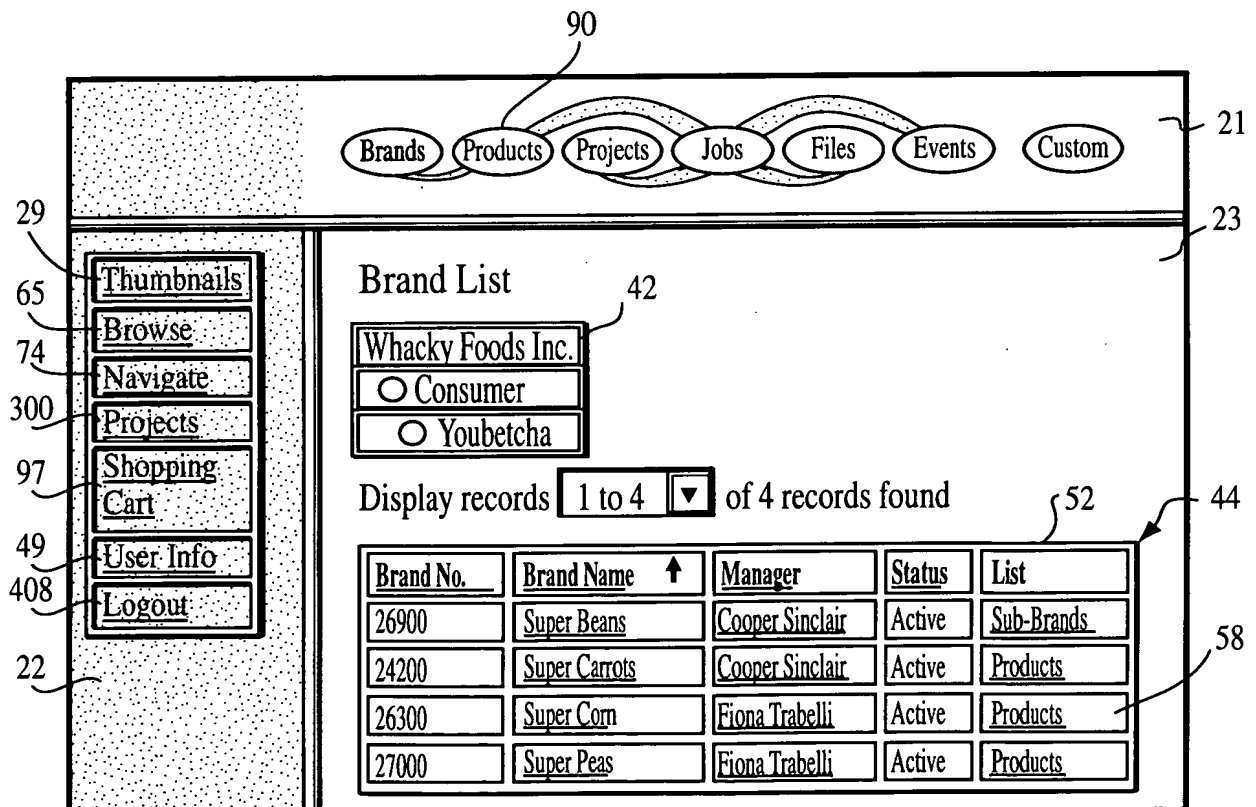 90
Brands Products Projects Jobs Files Events Custom
21
29
23
Thumbnails
Brand List
42
65
Browse
Whacky Foods Inc.
74
Navigate
Consumer
300
Projects
Youbetcha
97
Shopping
Cart
Display records 1 to 4 of 4 records found
52
44
49
User Info
408
Logout
Brand No. Brand Name Manager Status List
26900 Super Beans Cooper Sinclair Active Sub-Brands
24200 Super Carrots Cooper Sinclair Active Products
58
22
26300 Super Corn Fiona Trabelli Active Products
27000 Super Peas Fiona Trabelli Active Products